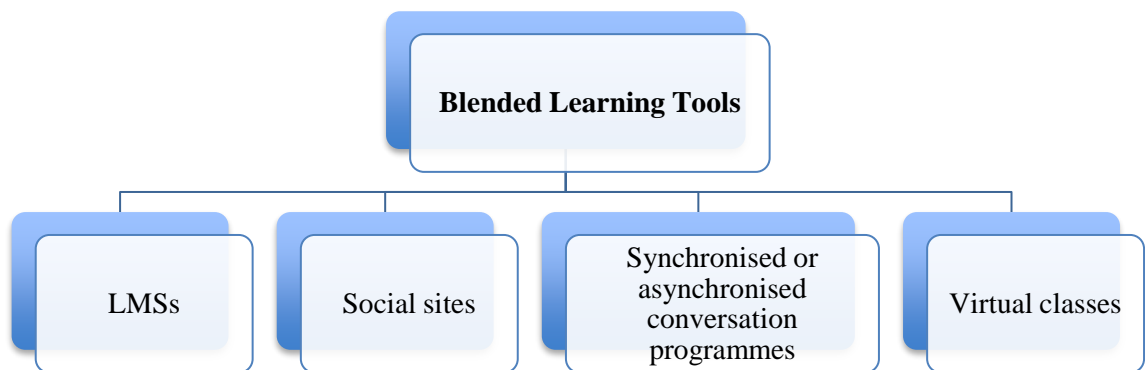 Blended Learning Tools
LMSs
Social sites
Synchronised or
asynchronised
conversation
programmes
Virtual classes